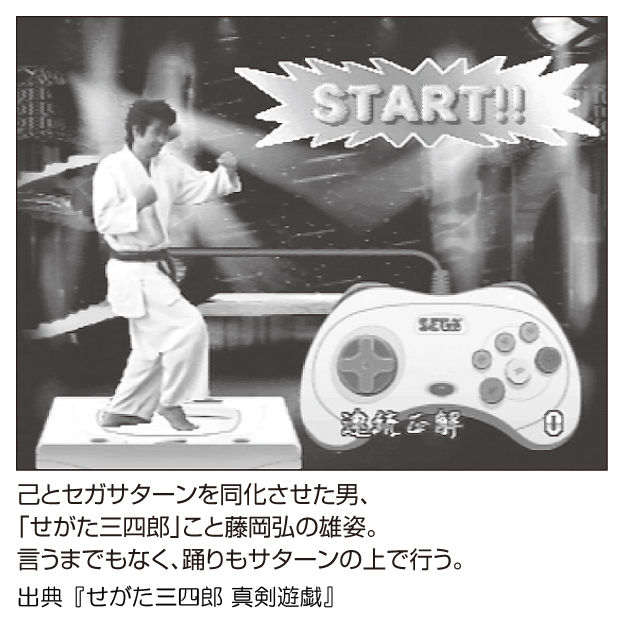 START!!
SEGA
連続正解 0
己とセガサターンを同化させた男、
「せがた三四郎」こと藤岡弘の雄姿。
言うまでもなく、踊りもサターンの上で行う。
出典『せがた三四郎 真剣遊戯』